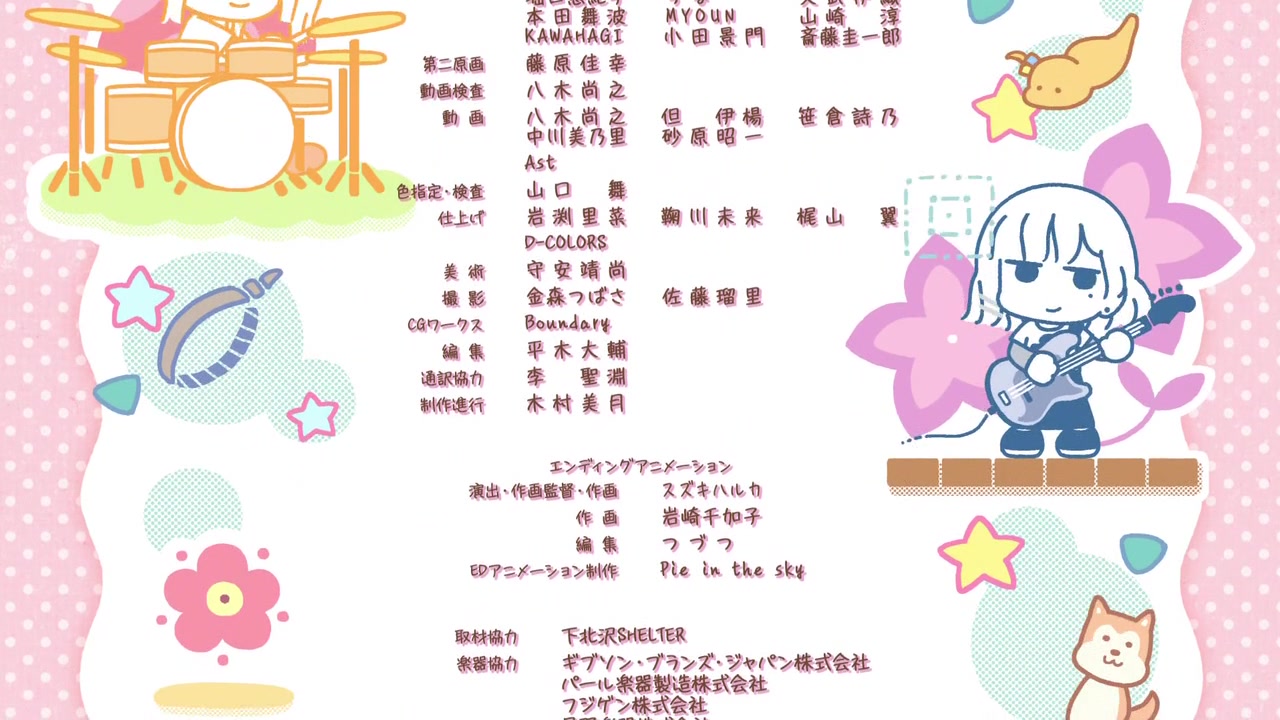 本田舞波 MYOUN 山崎 淳
KAWAHAGI 小田景門 斎藤圭一郎
第二原画 藤原佳幸
動画検査 八木尚之
動画 八木尚之 但 伊楊 笹倉詩乃
中川美乃里 砂原昭一
Ast
色指定・検査 山口 舞
仕上げ 岩渕里菜 鞠川未来 梶山 翼
D-COLORS
美術 守安靖尚
撮影 金森つばさ 佐藤瑠里
CGワークス Boundary
編集 平木大輔
通訳協力 李 聖淵
制作進行 木村美月
エンディングアニメーション
演出・作画監督・作画 スズキハルカ
作画 岩崎千加子
編集 つづつ
EDアニメーション制作 Pie in the sky
取材協力 下北沢SHELTER
楽器協力 ギブソン・ブランズ・ジャパン株式会社
パール楽器製造株式会社
フジゲン株式会社